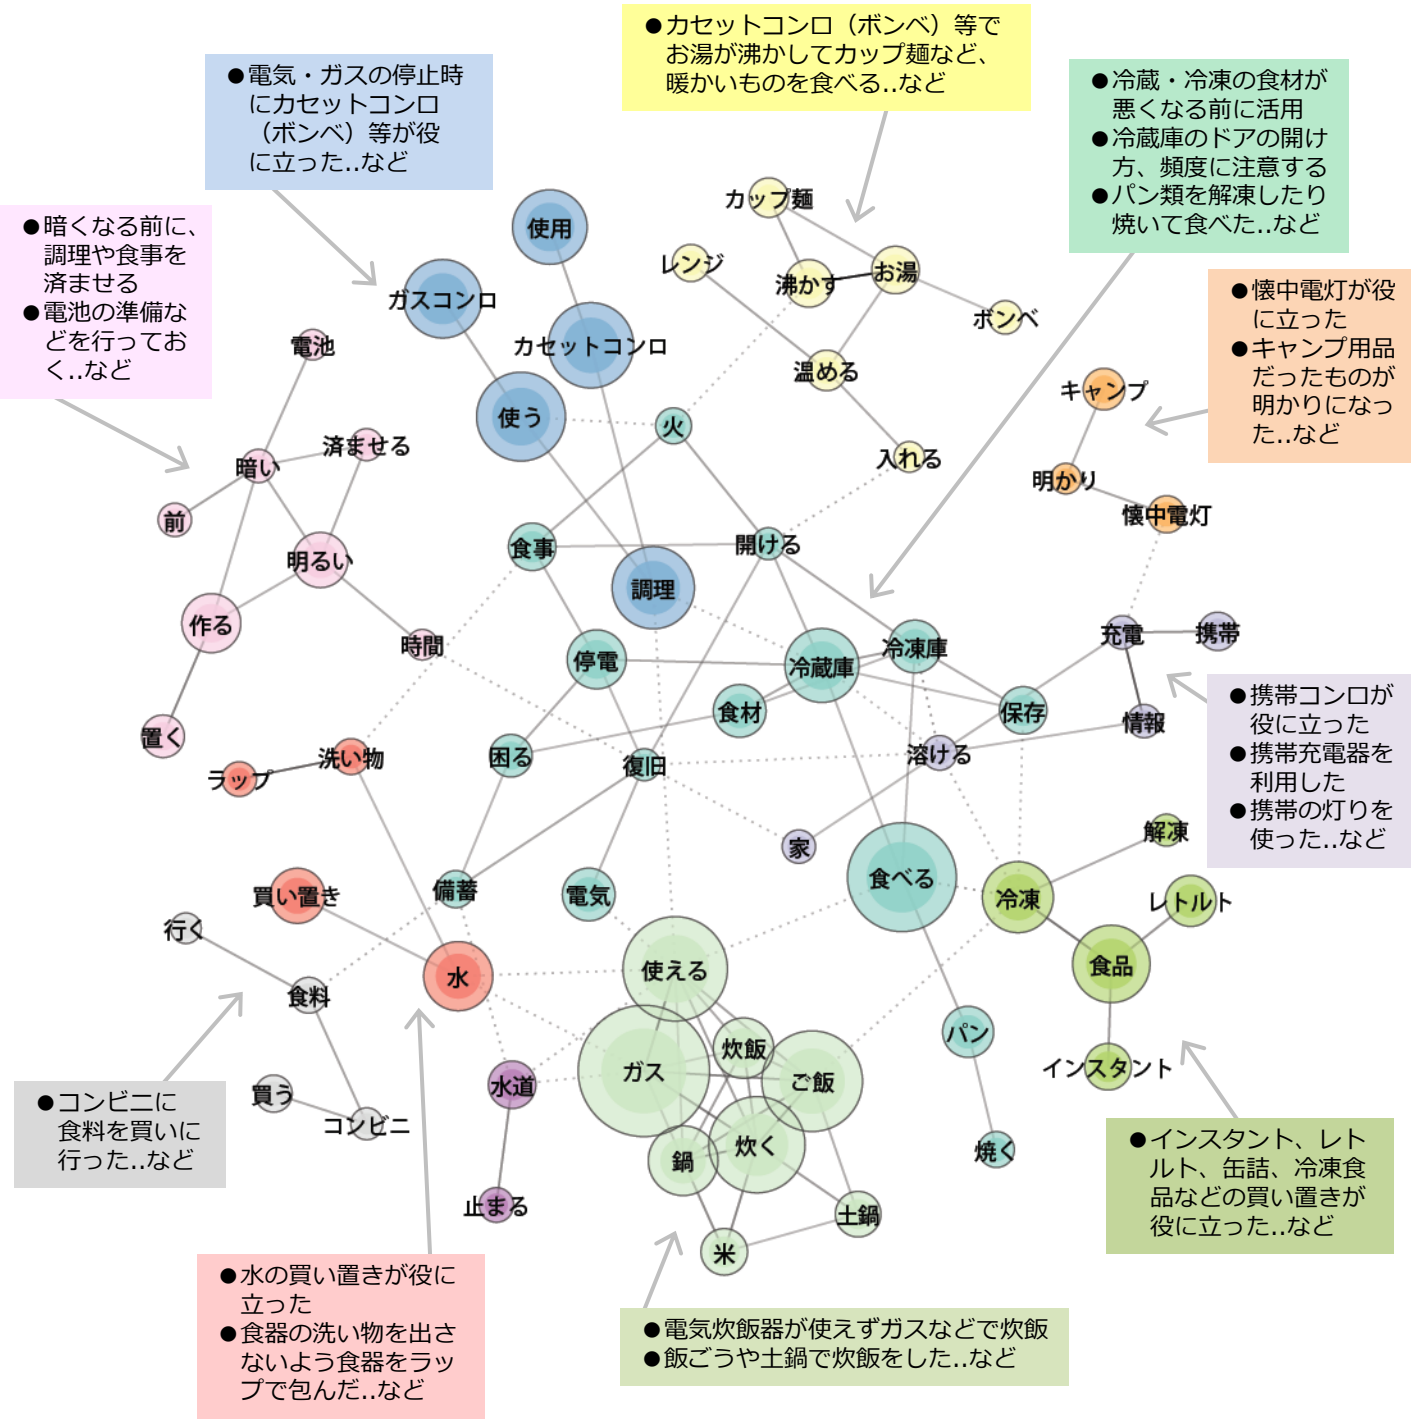 ●カセットコンロ（ボンベ）等で
お湯が沸かしてカップ麺など、
暖かいものを食べる‥など
●電気・ガスの停止時
にカセットコンロ
（ボンベ）等が役
に立った‥など
●冷蔵・冷凍の食材が
悪くなる前に活用
●冷蔵庫のドアの開け
方、頻度に注意する
●パン類を解凍したり
焼いて食べた‥など
●暗くなる前に、
調理や食事を
済ませる
●電池の準備な
どを行ってお
く‥など
●懐中電灯が役
に立った
●キャンプ用品
だったものが
明かりになっ
た‥など
カップ麺
使用
レンジ
沸かす
お湯
ガスコンロ
ボンベ
電池
カセットコンロ
温める
キャンプ
使う
火
済ませる
暗い
入れる
明かり
前
懐中電灯
食事
開ける
明るい
調理
作る
時間
充電
携帯
停電
冷蔵庫
冷凍庫
食材
保存
情報
置く
洗い物
ラップ
困る
復旧
溶ける
●携帯コンロが
役に立った
●携帯充電器を
利用した
●携帯の灯りを
使った‥など
家
解凍
買い置き
備蓄
電気
食べる
冷凍
レトルト
行く
水
使える
食品
食料
パン
炊飯
ガス
ご飯
インスタント
買う
水道
コンビニ
鍋
炊く
焼く
止まる
土鍋
米
●コンビニに
食料を買いに
行った‥など
●インスタント、レト
ルト、缶詰、冷凍食
品などの買い置きが
役に立った‥など
●水の買い置きが役に
立った
●食器の洗い物を出さ
ないよう食器をラッ
プで包んだ‥など
●電気炊飯器が使えずガスなどで炊飯
●飯ごうや土鍋で炊飯をした‥など